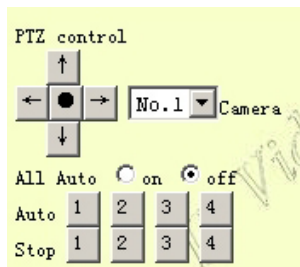 PTZ control
↑
← ● → No.1 Camera
↓
All Auto on off
Auto 1 2 3 4
Stop 1 2 3 4